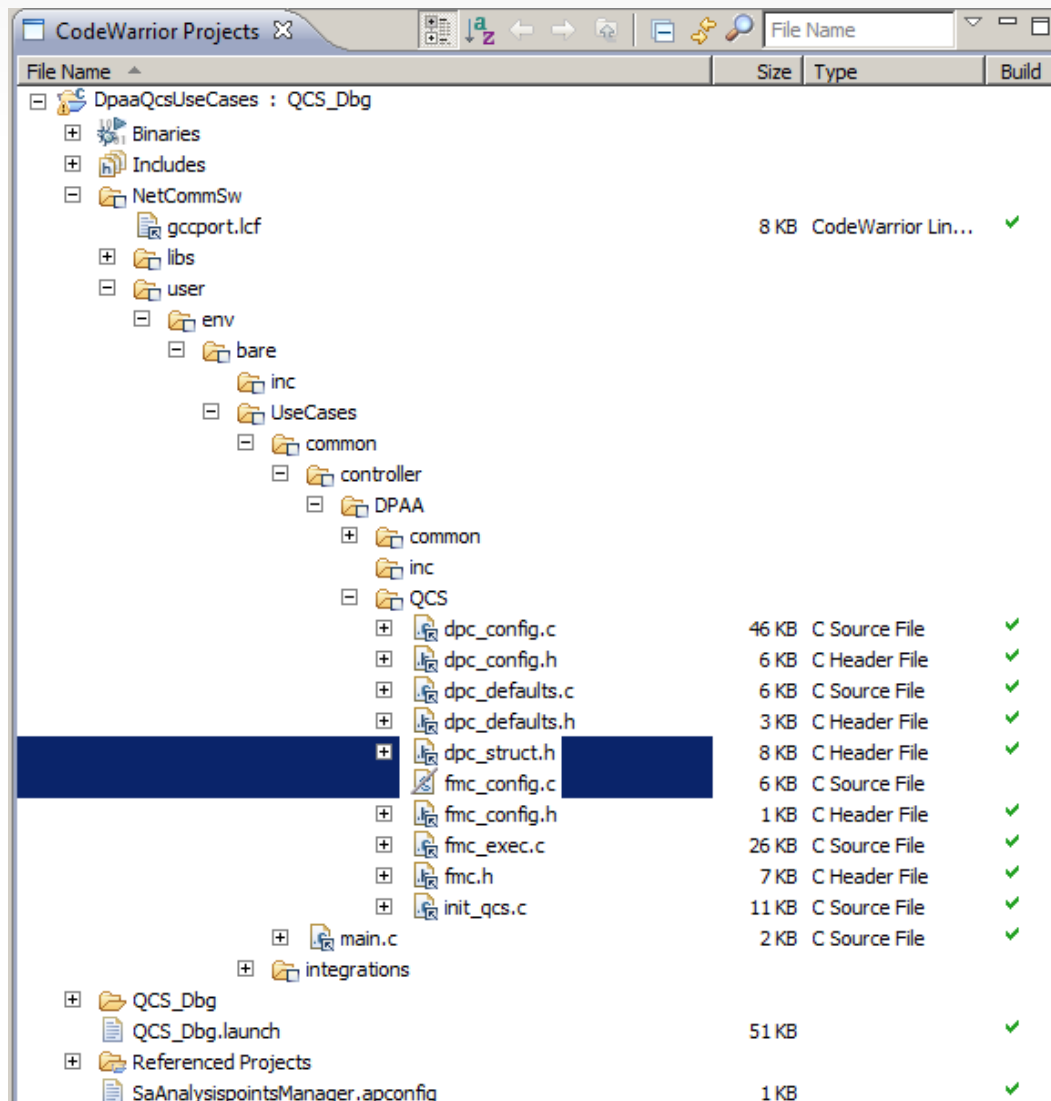 CodeWarrior Projects
File Name
File Name Size Type Build
DpaaQcsUseCases : QCS_Dbg
Binaries
Includes
NetCommSw
gccport.lcf 8 KB CodeWarrior Lin...
libs
user
env
bare
inc
UseCases
common
controller
DPAA
common
inc
QCS
dpc_config.c 46 KB C Source File
dpc_config.h 6 KB C Header File
dpc_defaults.c 6 KB C Source File
dpc_defaults.h 3 KB C Header File
dpc_struct.h 8 KB C Header File
fmc_config.c 6 KB C Source File
fmc_config.h 1 KB C Header File
fmc_exec.c 26 KB C Source File
fmc.h 7 KB C Header File
init_qcs.c 11 KB C Source File
main.c 2 KB C Source File
integrations
QCS_Dbg
QCS_Dbg.launch 51 KB
Referenced Projects
SaAnalysispointsManager.apconfig 1 KB